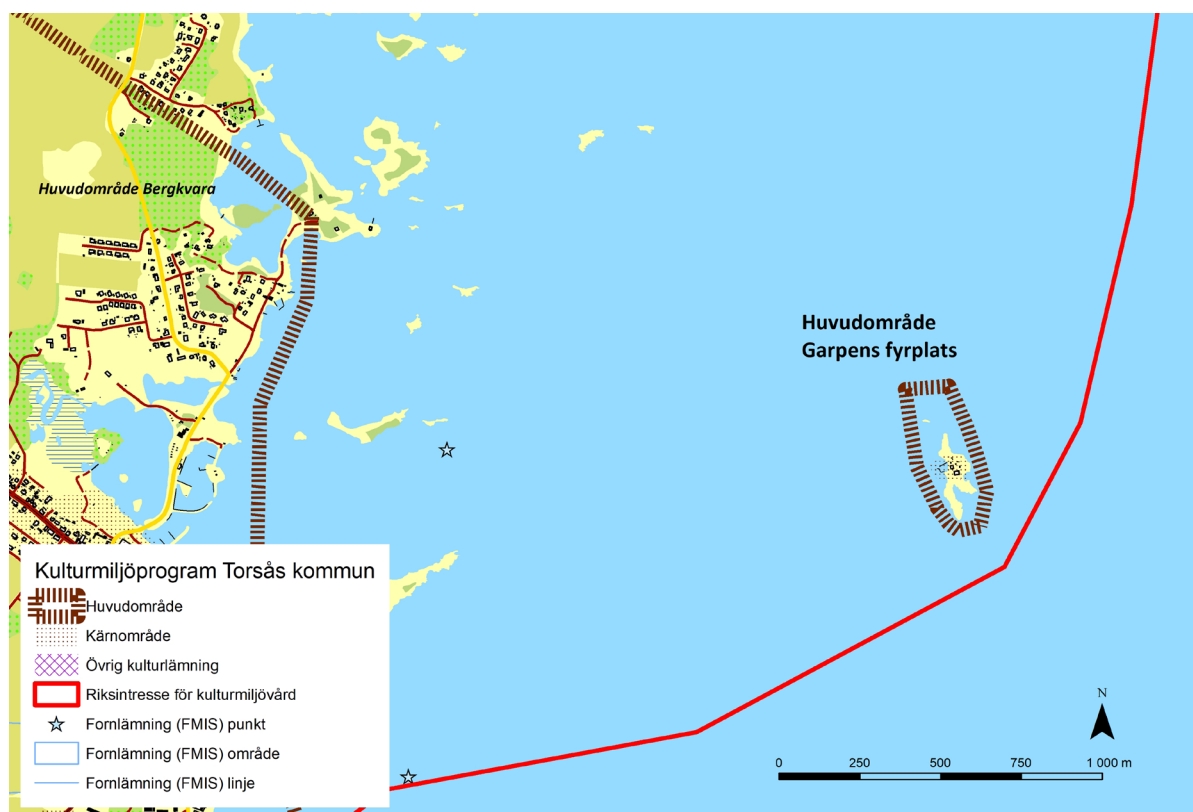 Huvudområde Bergkvara
Huvudområde
Garpens fyrplats
Kulturmiljöprogram Torsås kommun
Huvudområde
Kärnområde
Övrig kulturlämning
Riksintresse för kulturmiljövård
Fornlämning (FMIS) punkt
Fornlämning (FMIS) område
Fornlämning (FMIS) linje
N
0 250 500 750 1 000 m